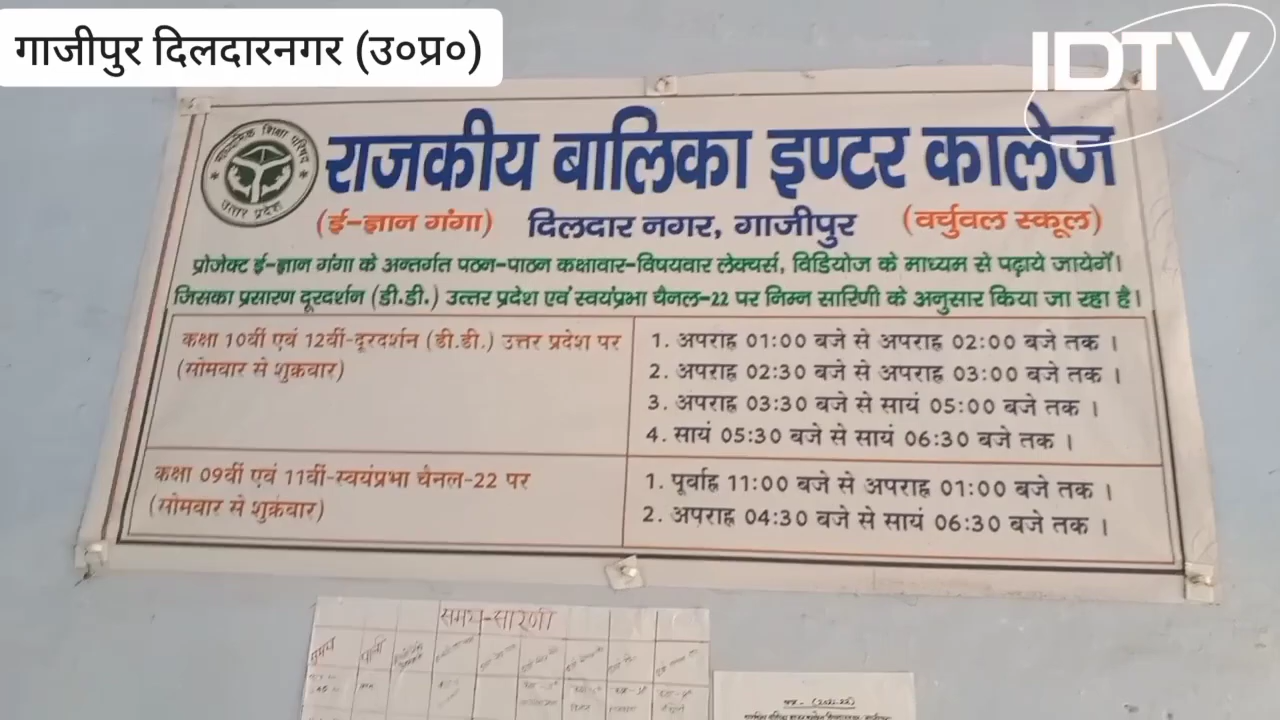 गाजीपुर दिलदारनगर (उ०प्र०)
IDTV
माध्यमिक शिक्षा परिषद
उत्तर प्रदेश
राजकीय बालिका इण्टर कालेज
(ई-ज्ञान गंगा) दिलदार नगर, गाजीपुर (वर्चुवल स्कूल)
प्रोजेक्ट ई-ज्ञान गंगा के अन्तर्गत पठन-पाठन कक्षावार-विषयवार लेक्चर्स, विडियोज के माध्यम से पढ़ाये जायेगें।
जिसका प्रसारण दूरदर्शन (डी.डी.) उत्तर प्रदेश एवं स्वयंप्रभा चैनल-22 पर निम्न सारिणी के अनुसार किया जा रहा है।
कक्षा 10वीं एवं 12वीं-दूरदर्शन (डी.डी.) उत्तर प्रदेश पर
(सोमवार से शुक्रवार)
1. अपराह्न 01:00 बजे से अपराह्न 02:00 बजे तक ।
2. अपराह्न 02:30 बजे से अपराह्न 03:00 बजे तक ।
3. अपराह्न 03:30 बजे से सायं 05:00 बजे तक ।
4. सायं 05:30 बजे से सायं 06:30 बजे तक ।
कक्षा 09वीं एवं 11वीं-स्वयंप्रभा चैनल-22 पर
(सोमवार से शुक्रवार)
1. पूर्वाह्न 11:00 बजे से अपराह्न 01:00 बजे तक ।
2. अपराह्न 04:30 बजे से सायं 06:30 बजे तक ।
समय-सारणी